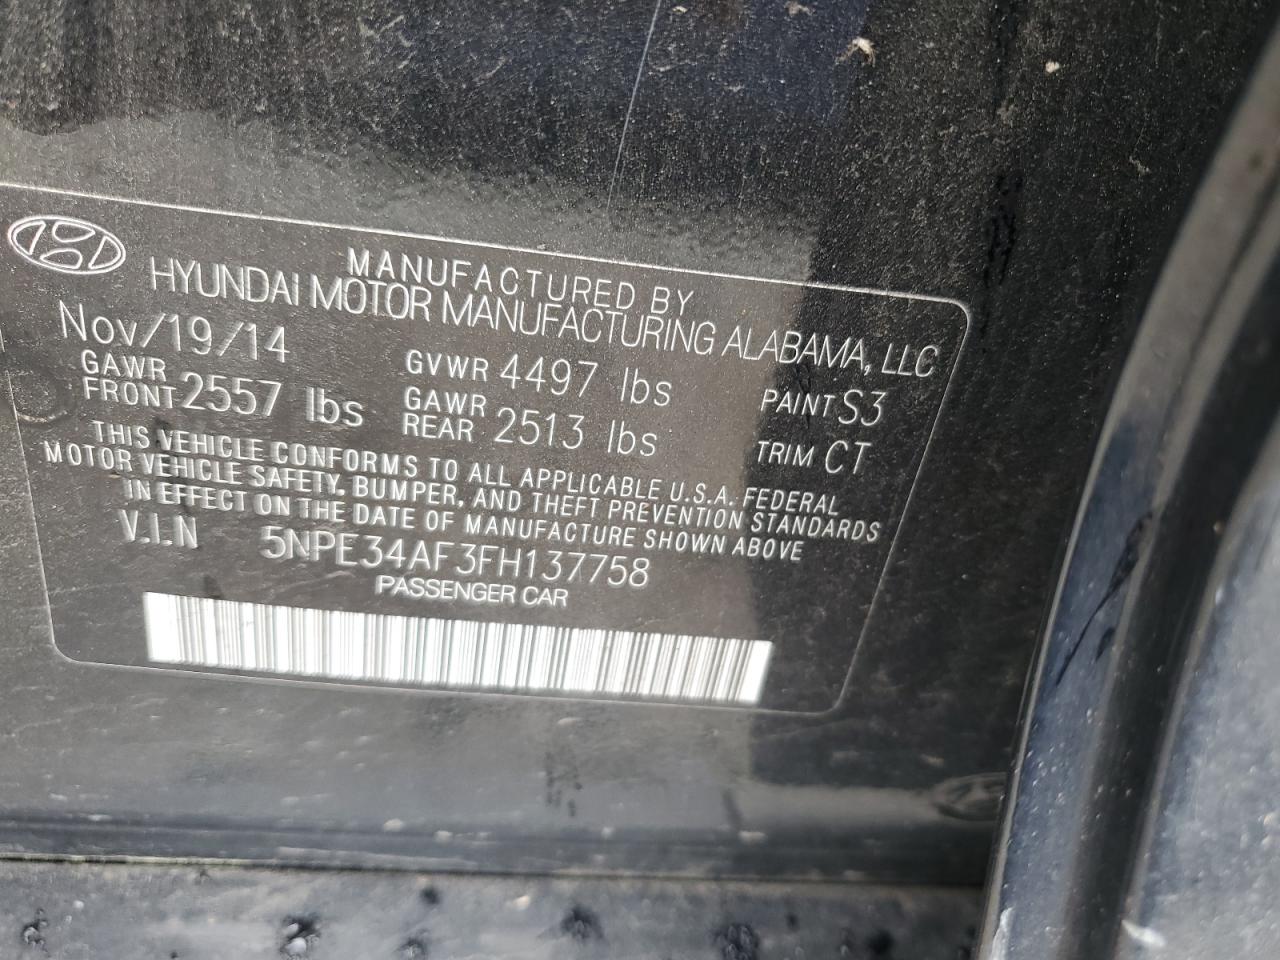 MANUFACTURED BY
HYUNDAI MOTOR MANUFACTURING ALABAMA, LLC
Nov/19/14 GVWR 4497 lbs PAINT S3
GAWR FRONT 2557 lbs GAWR REAR 2513 lbs TRIM CT
THIS VEHICLE CONFORMS TO ALL APPLICABLE U.S.A. FEDERAL
MOTOR VEHICLE SAFETY, BUMPER, AND THEFT PREVENTION STANDARDS
IN EFFECT ON THE DATE OF MANUFACTURE SHOWN ABOVE
V.I.N 5NPE34AF3FH137758
PASSENGER CAR